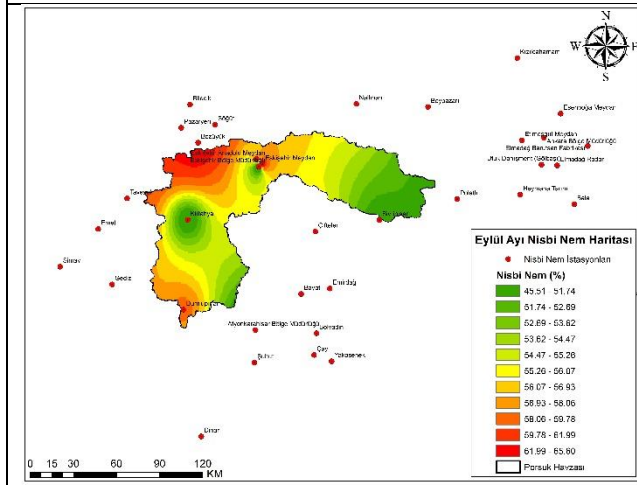 N
W
E
S
Kızılcahamam
Bilecik
Nallıhan
Beypazarı
Pazaryeri
Söğüt
Bozüyük
Esenboğa Meydan
Etimesgut Meydan
Ankara Bölge Müdürlüğü
Elmadağ Radar
Eskişehir Meydan
Tavşanlı
Polatlı
Haymana Tarım
Bala
Kütahya
Emet
Sivrihisar
Çifteler
Simav
Gediz
Bayat
Emirdağ
Dumlupınar
Afyonkarahisar Bölge Müdürlüğü
Bolvadin
Şuhut
Çay
Yakasenek
Dinar
Eylül Ayı Nisbi Nem Haritası
Nisbi Nem İstasyonları
Nisbi Nem (%)
45.51 - 51.74
51.74 - 52.69
52.69 - 53.62
53.62 - 54.47
54.47 - 55.26
55.26 - 56.07
56.07 - 56.93
56.93 - 58.06
58.06 - 59.78
59.78 - 61.99
61.99 - 65.60
Porsuk Havzası
0 15 30 60 90 120
KM